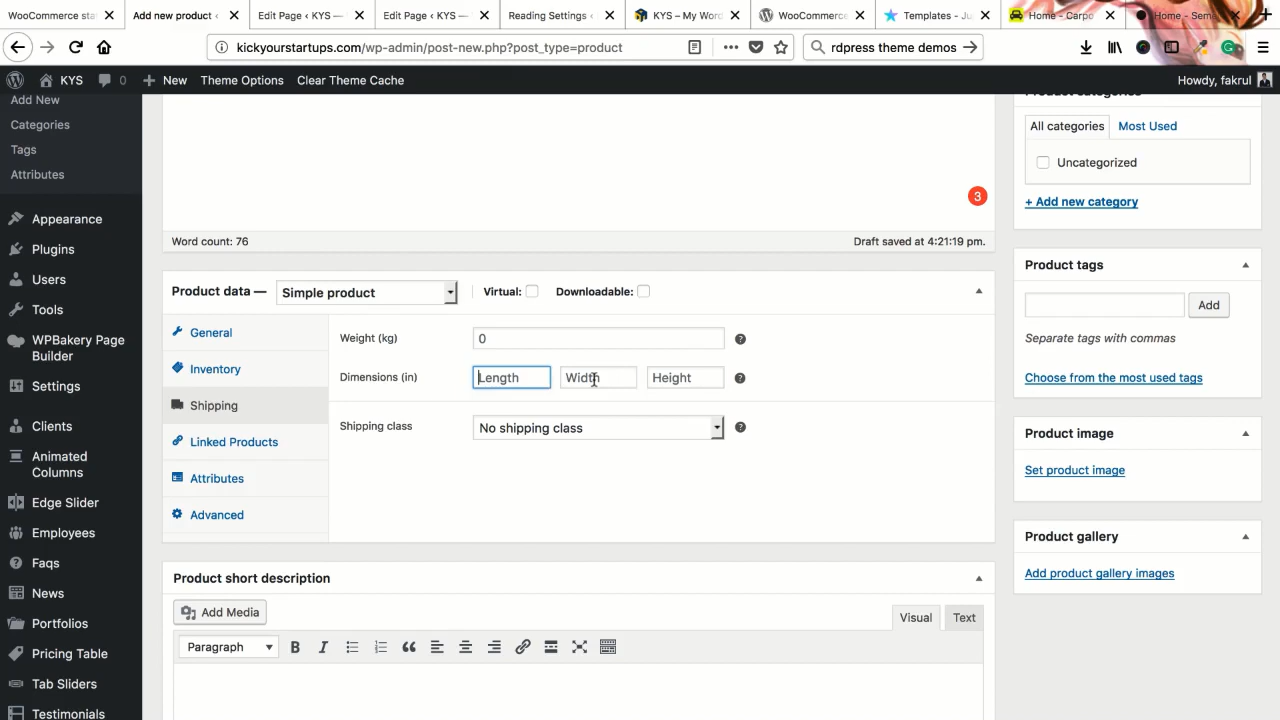 WooCommerce sta
Add new product ‹
Edit Page ‹ KYS —
Edit Page ‹ KYS —
Reading Settings ‹
KYS – My Wor
WooCommerce
Templates - Ju
Home - Carpo
Home - Sem
kickyourstartups.com/wp-admin/post-new.php?post_type=product
rdpress theme demos
KYS
0
New
Theme Options
Clear Theme Cache
Howdy, fakrul
Add New
Categories
Tags
Attributes
Appearance
Plugins
Users
Tools
WPBakery Page
Builder
Settings
Clients
Animated
Columns
Edge Slider
Employees
Faqs
News
Portfolios
Pricing Table
Tab Sliders
Testimonials
3
Word count: 76
Draft saved at 4:21:19 pm.
Product data —
Simple product
Virtual:
Downloadable:
General
Inventory
Shipping
Linked Products
Attributes
Advanced
Weight (kg)
0
Dimensions (in)
Length
Width
Height
Shipping class
No shipping class
Product short description
Add Media
Visual
Text
Paragraph
Product categories
All categories
Most Used
Uncategorized
+ Add new category
Product tags
Add
Separate tags with commas
Choose from the most used tags
Product image
Set product image
Product gallery
Add product gallery images